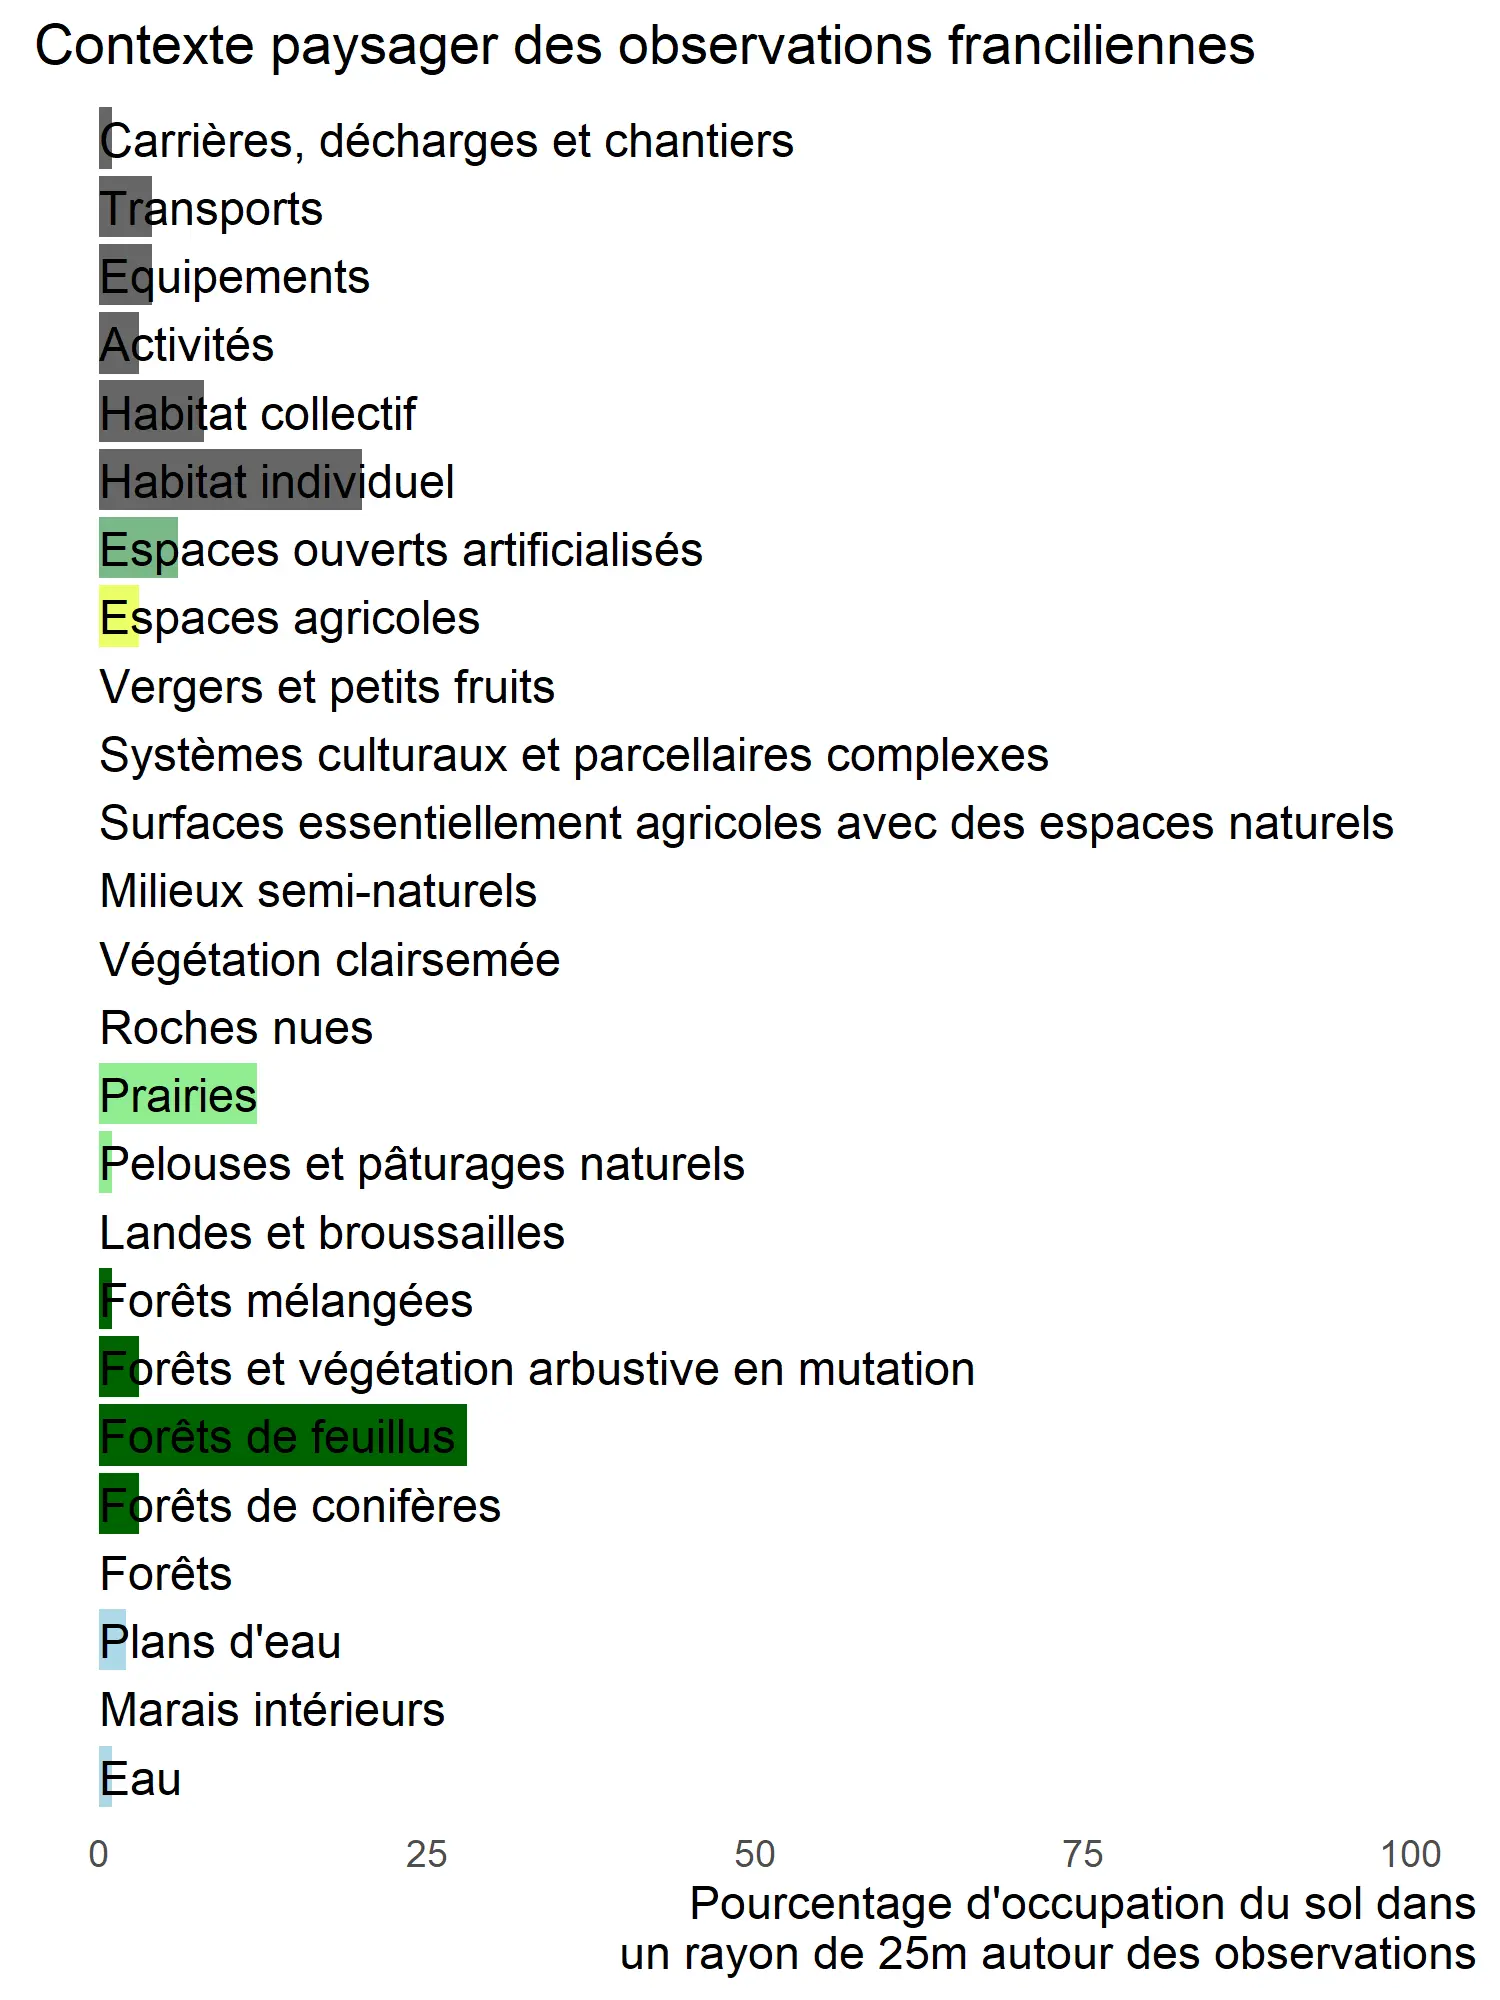 Contexte paysager des observations franciliennes
Carrières, décharges et chantiers
Transports
Equipements
Activités
Habitat collectif
Habitat individuel
Espaces ouverts artificialisés
Espaces agricoles
Vergers et petits fruits
Systèmes culturaux et parcellaires complexes
Surfaces essentiellement agricoles avec des espaces naturels
Milieux semi-naturels
Végétation clairsemée
Roches nues
Prairies
Pelouses et pâturages naturels
Landes et broussailles
Forêts mélangées
Forêts et végétation arbustive en mutation
Forêts de feuillus
Forêts de conifères
Forêts
Plans d'eau
Marais intérieurs
Eau
0 25 50 75 100
Pourcentage d'occupation du sol dans
un rayon de 25m autour des observations